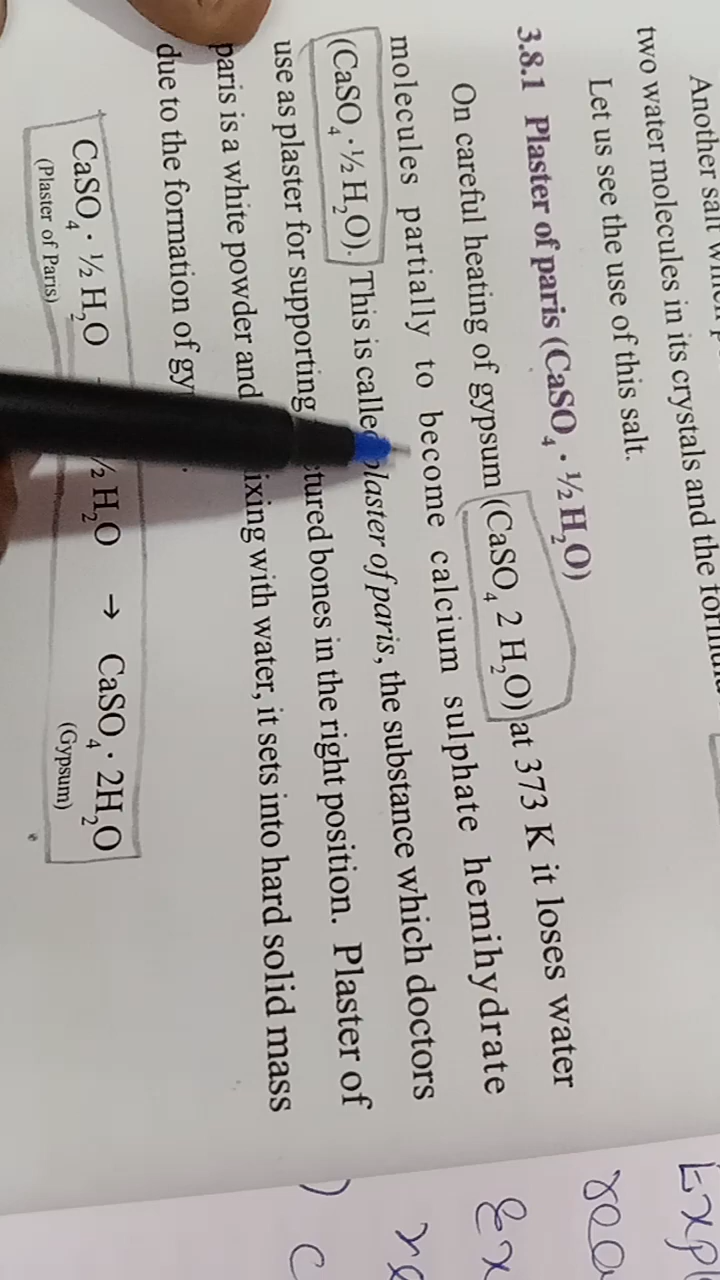 Another salt
two water molecules in its crystals and the
Let us see the use of this salt.
3.8.1 Plaster of paris (CaSO₄ · ½ H₂O)
On careful heating of gypsum (CaSO₄ 2 H₂O) at 373 K it loses water
molecules partially to become calcium sulphate hemihydrate
(CaSO₄ · ½ H₂O). This is called plaster of paris, the substance which doctors
use as plaster for supporting bones in the right position. Plaster of
paris is a white powder and with water, it sets into hard solid mass
due to the formation of
CaSO₄ · ½ H₂O ½ H₂O → CaSO₄ · 2H₂O
(Plaster of Paris) (Gypsum)